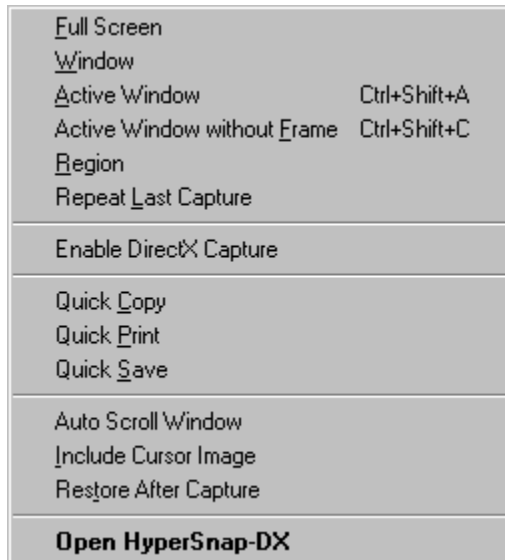 Full Screen
Window
Active Window Ctrl+Shift+A
Active Window without Frame Ctrl+Shift+C
Region
Repeat Last Capture
Enable DirectX Capture
Quick Copy
Quick Print
Quick Save
Auto Scroll Window
Include Cursor Image
Restore After Capture
Open HyperSnap-DX